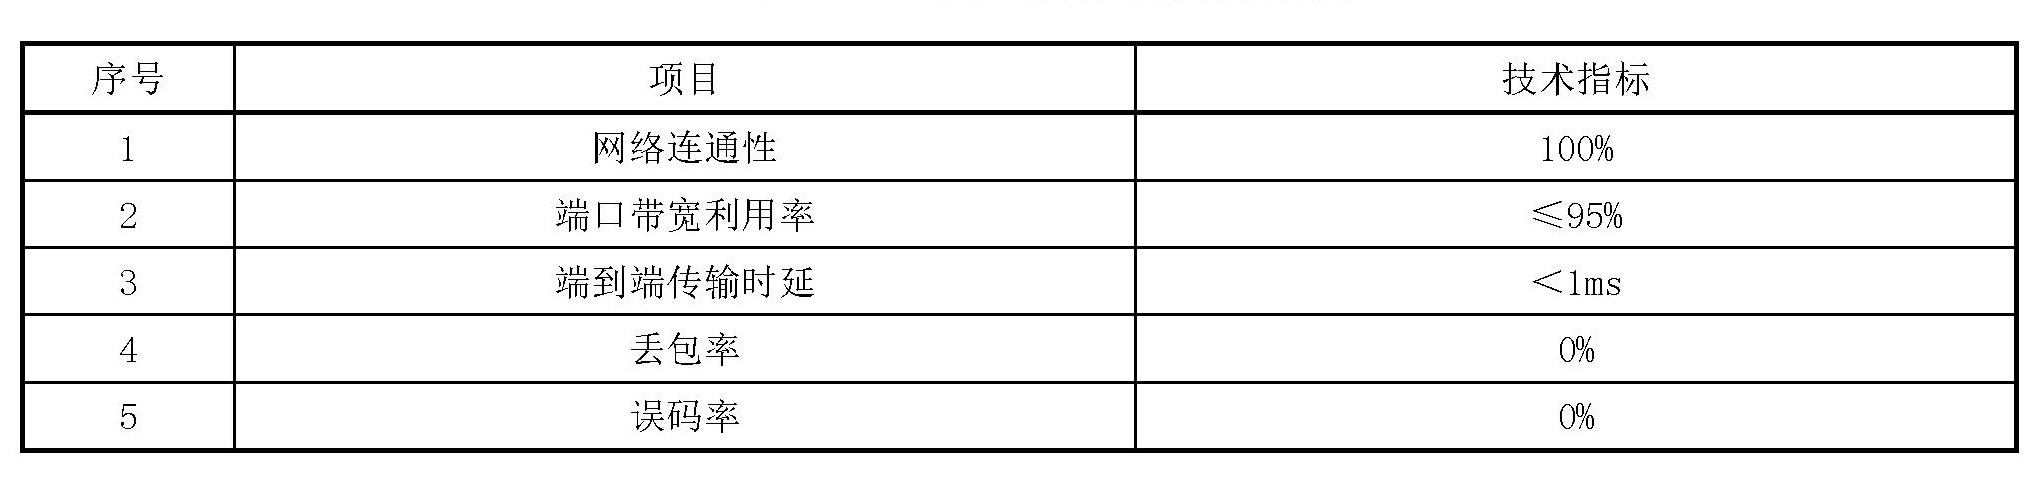 序号 项目 技术指标
1 网络连通性 100%
2 端口带宽利用率 ≤95%
3 端到端传输时延 <1ms
4 丢包率 0%
5 误码率 0%